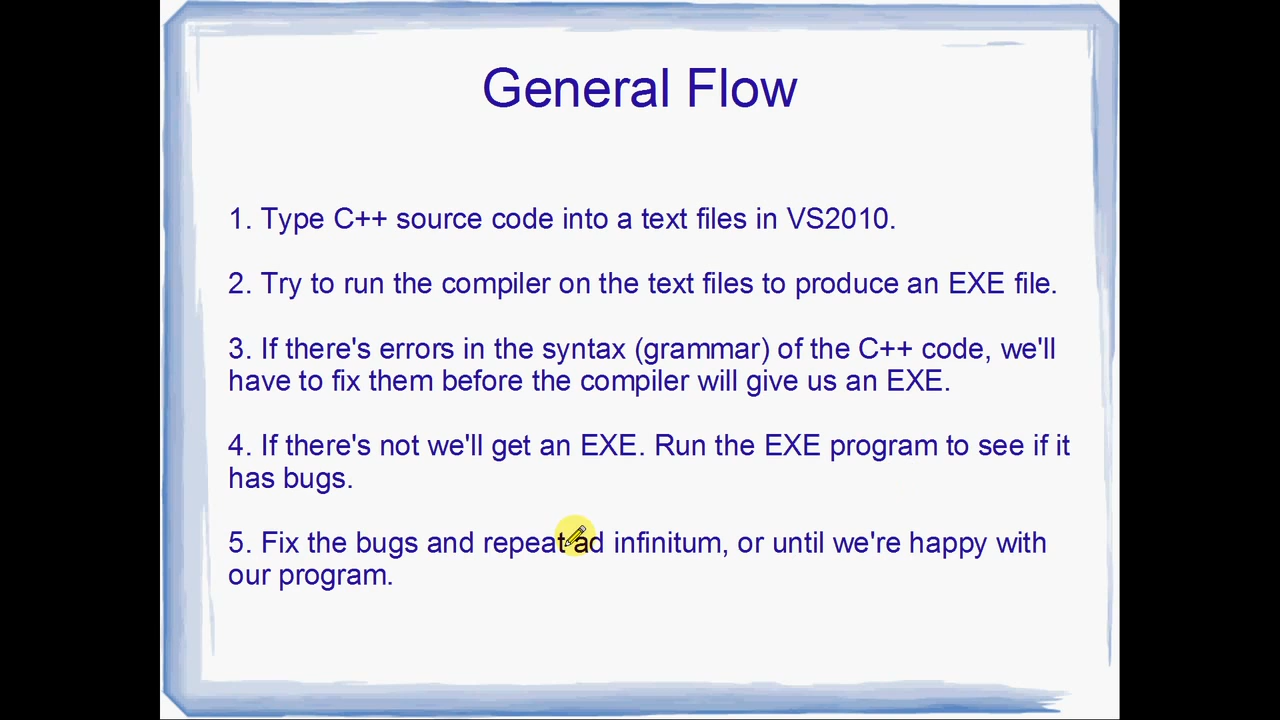 General Flow
1. Type C++ source code into a text files in VS2010.
2. Try to run the compiler on the text files to produce an EXE file.
3. If there's errors in the syntax (grammar) of the C++ code, we'll
have to fix them before the compiler will give us an EXE.
4. If there's not we'll get an EXE. Run the EXE program to see if it
has bugs.
5. Fix the bugs and repeat ad infinitum, or until we're happy with
our program.